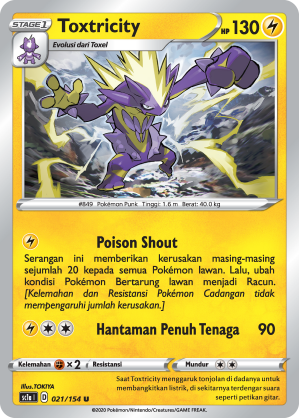 STAGE 1 Toxtricity HP 130
Evolusi dari Toxel
#849 Pokémon Punk Tinggi: 1.6 m Berat: 40.0 kg
Poison Shout
Serangan ini memberikan kerusakan masing-masing
sejumlah 20 kepada semua Pokémon lawan. Lalu, ubah
kondisi Pokémon Bertarung lawan menjadi Racun.
[Kelemahan dan Resistansi Pokémon Cadangan tidak
mempengaruhi jumlah kerusakan.]
Hantaman Penuh Tenaga 90
Kelemahan ×2 Resistansi Mundur
Illus.TOKIYA
sc1a I D 021/154 U
Saat Toxtricity menggaruk tonjolan di dadanya untuk
membangkitkan listrik, di sekitarnya terdengar suara
seperti petikan gitar.
©2020 Pokémon/Nintendo/Creatures/GAME FREAK.